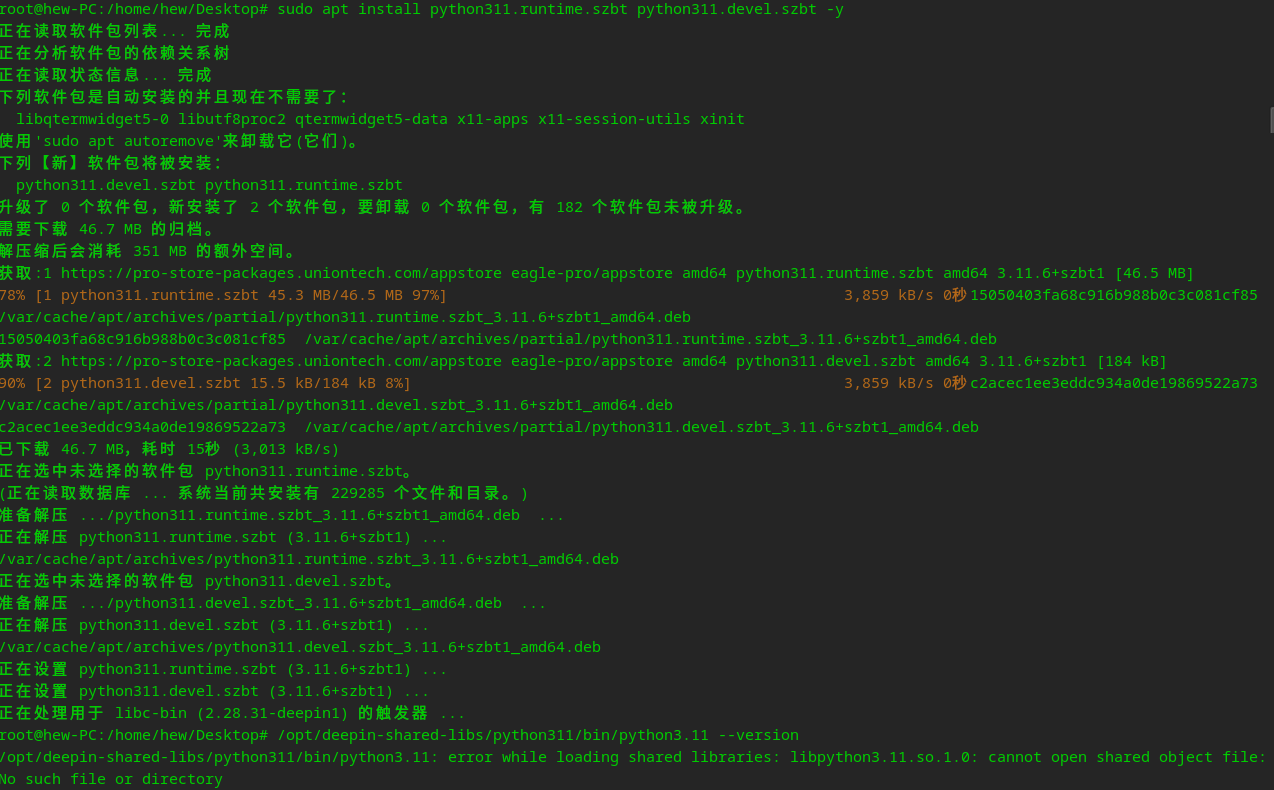 root@hew-PC:/home/hew/Desktop# sudo apt install python311.runtime.szbt python311.devel.szbt -y
正在读取软件包列表... 完成
正在分析软件包的依赖关系树
正在读取状态信息... 完成
下列软件包是自动安装的并且现在不需要了：
  libqtermwidget5-0 libutf8proc2 qtermwidget5-data x11-apps x11-session-utils xinit
使用'sudo apt autoremove'来卸载它(它们)。
下列【新】软件包将被安装：
  python311.devel.szbt python311.runtime.szbt
升级了 0 个软件包，新安装了 2 个软件包，要卸载 0 个软件包，有 182 个软件包未被升级。
需要下载 46.7 MB 的归档。
解压缩后会消耗 351 MB 的额外空间。
获取:1 https://pro-store-packages.uniontech.com/appstore eagle-pro/appstore amd64 python311.runtime.szbt amd64 3.11.6+szbt1 [46.5 MB]
78% [1 python311.runtime.szbt 45.3 MB/46.5 MB 97%] 3,859 kB/s 0秒15050403fa68c916b988b0c3c081cf85
/var/cache/apt/archives/partial/python311.runtime.szbt_3.11.6+szbt1_amd64.deb
15050403fa68c916b988b0c3c081cf85  /var/cache/apt/archives/partial/python311.runtime.szbt_3.11.6+szbt1_amd64.deb
获取:2 https://pro-store-packages.uniontech.com/appstore eagle-pro/appstore amd64 python311.devel.szbt amd64 3.11.6+szbt1 [184 kB]
90% [2 python311.devel.szbt 15.5 kB/184 kB 8%] 3,859 kB/s 0秒c2acec1ee3eddc934a0de19869522a73
/var/cache/apt/archives/partial/python311.devel.szbt_3.11.6+szbt1_amd64.deb
c2acec1ee3eddc934a0de19869522a73  /var/cache/apt/archives/partial/python311.devel.szbt_3.11.6+szbt1_amd64.deb
已下载 46.7 MB，耗时 15秒 (3,013 kB/s)
正在选中未选择的软件包 python311.runtime.szbt。
(正在读取数据库 ... 系统当前共安装有 229285 个文件和目录。)
准备解压 .../python311.runtime.szbt_3.11.6+szbt1_amd64.deb  ...
正在解压 python311.runtime.szbt (3.11.6+szbt1) ...
/var/cache/apt/archives/python311.runtime.szbt_3.11.6+szbt1_amd64.deb
正在选中未选择的软件包 python311.devel.szbt。
准备解压 .../python311.devel.szbt_3.11.6+szbt1_amd64.deb  ...
正在解压 python311.devel.szbt (3.11.6+szbt1) ...
/var/cache/apt/archives/python311.devel.szbt_3.11.6+szbt1_amd64.deb
正在设置 python311.runtime.szbt (3.11.6+szbt1) ...
正在设置 python311.devel.szbt (3.11.6+szbt1) ...
正在处理用于 libc-bin (2.28.31-deepin1) 的触发器 ...
root@hew-PC:/home/hew/Desktop# /opt/deepin-shared-libs/python311/bin/python3.11 --version
/opt/deepin-shared-libs/python311/bin/python3.11: error while loading shared libraries: libpython3.11.so.1.0: cannot open shared object file:
No such file or directory